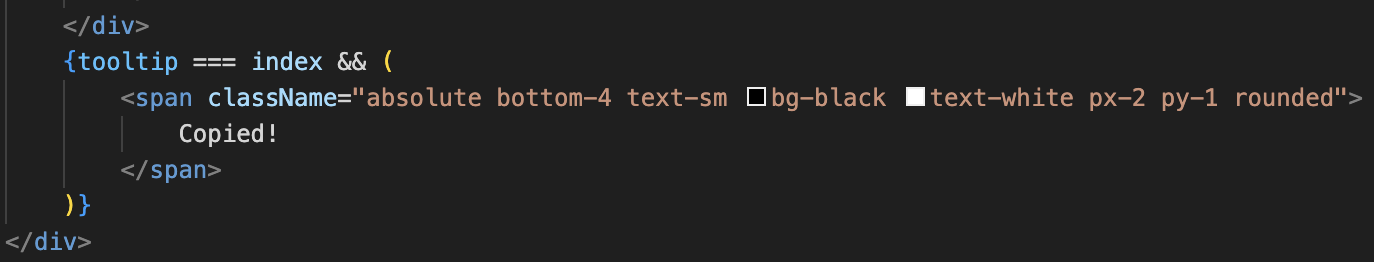 </div>
{tooltip === index && (
<span className="absolute bottom-4 text-sm bg-black text-white px-2 py-1 rounded">
Copied!
</span>
)}
</div>